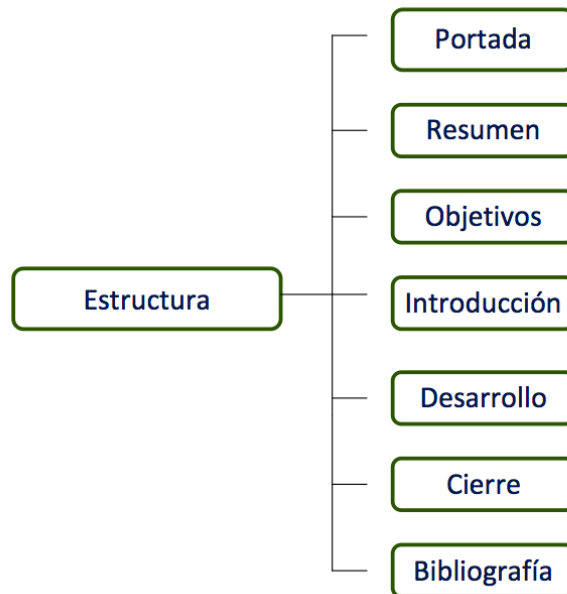 Estructura
Portada
Resumen
Objetivos
Introducción
Desarrollo
Cierre
Bibliografía